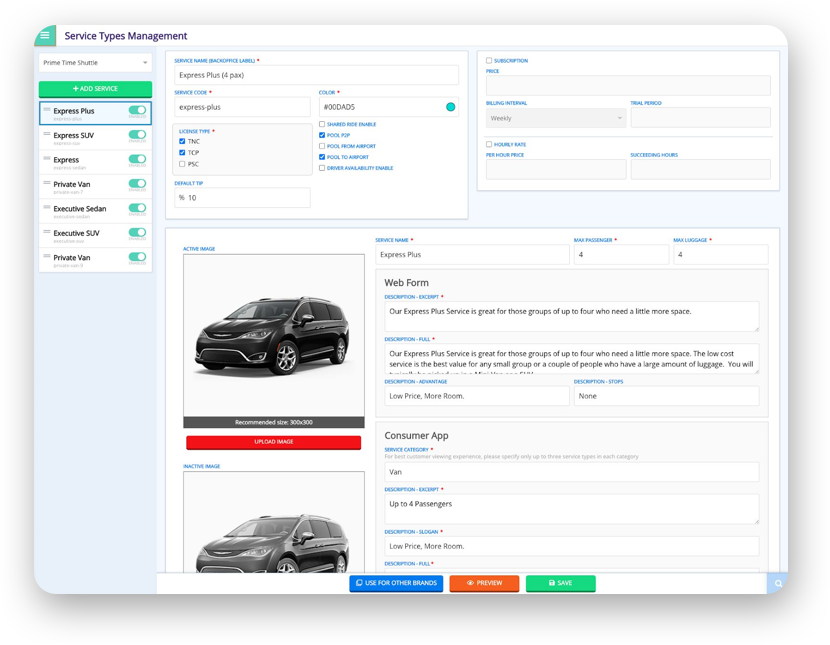 Service Types Management
Prime Time Shuttle
+ ADD SERVICE
Express Plus
express-plus
ENABLED
Express SUV
express-suv
ENABLED
Express
express-sedan
ENABLED
Private Van
private-van-7
ENABLED
Executive Sedan
executive-sedan
ENABLED
Executive SUV
executive-suv
ENABLED
Private Van
ENABLED
SERVICE NAME (BACKOFFICE LABEL) *
Express Plus (4 pax)
SERVICE CODE *
express-plus
COLOR *
#00DAD5
LICENSE TYPE *
TNC
TCP
PSC
SHARED RIDE ENABLE
POOL P2P
POOL FROM AIRPORT
POOL TO AIRPORT
DRIVER AVAILABILITY ENABLE
DEFAULT TIP
% 10
SUBSCRIPTION
PRICE
BILLING INTERVAL
Weekly
TRIAL PERIOD
HOURLY RATE
PER HOUR PRICE
SUCCEEDING HOURS
ACTIVE IMAGE
Recommended size: 300x300
UPLOAD IMAGE
INACTIVE IMAGE
SERVICE NAME *
Express Plus
MAX PASSENGER *
4
MAX LUGGAGE *
4
Web Form
DESCRIPTION - EXCERPT *
Our Express Plus Service is great for those groups of up to four who need a little more space.
DESCRIPTION - FULL *
Our Express Plus Service is great for those groups of up to four who need a little more space. The low cost
service is the best value for any small group or a couple of people who have a large amount of luggage. You will
DESCRIPTION - ADVANTAGE
Low Price, More Room.
DESCRIPTION - STOPS
None
Consumer App
SERVICE CATEGORY *
For best customer viewing experience, please specify only up to three service types in each category
Van
DESCRIPTION - EXCERPT *
Up to 4 Passengers
DESCRIPTION - SLOGAN *
Low Price, More Room.
DESCRIPTION - FULL *
USE FOR OTHER BRANDS
PREVIEW
SAVE